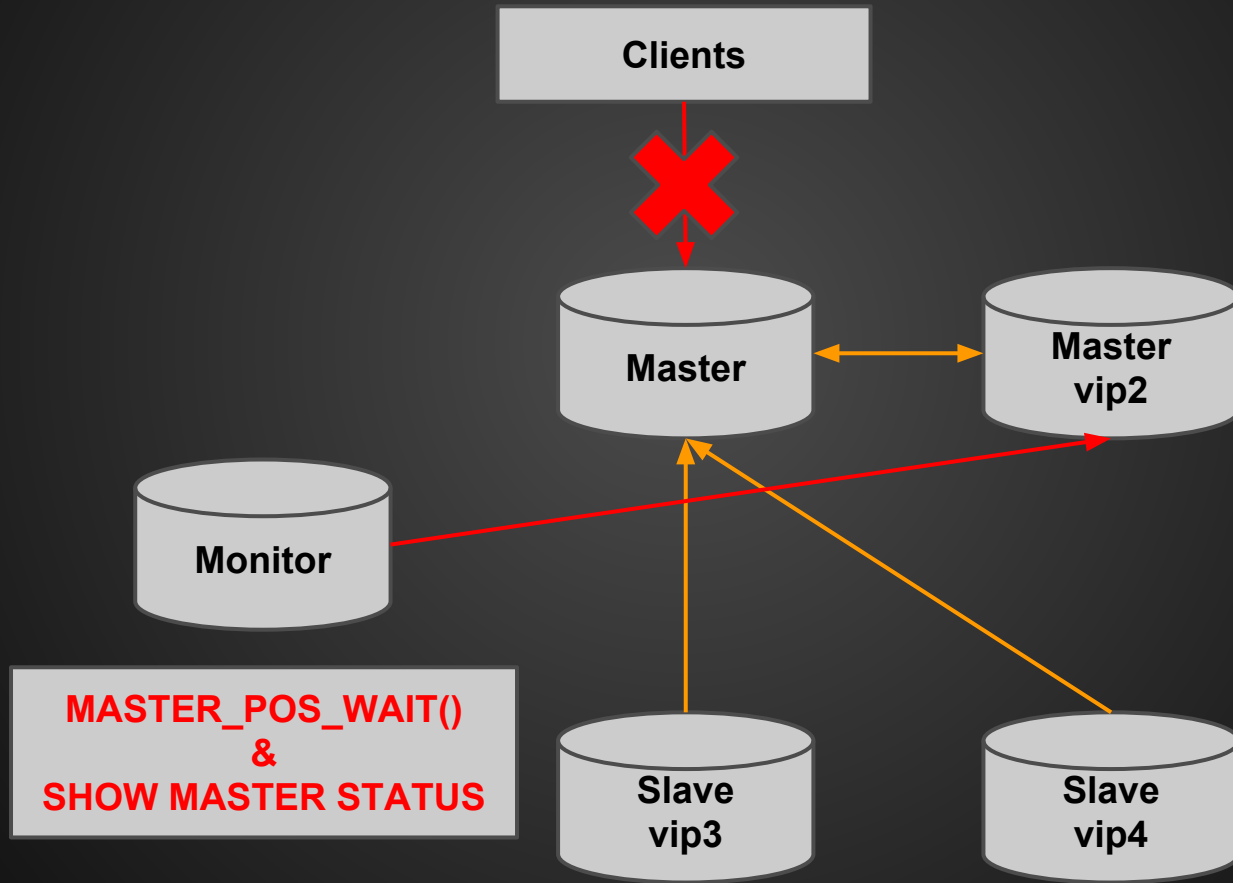 Clients
Master
Master
vip2
Monitor
MASTER_POS_WAIT()
&
SHOW MASTER STATUS
Slave
vip3
Slave
vip4